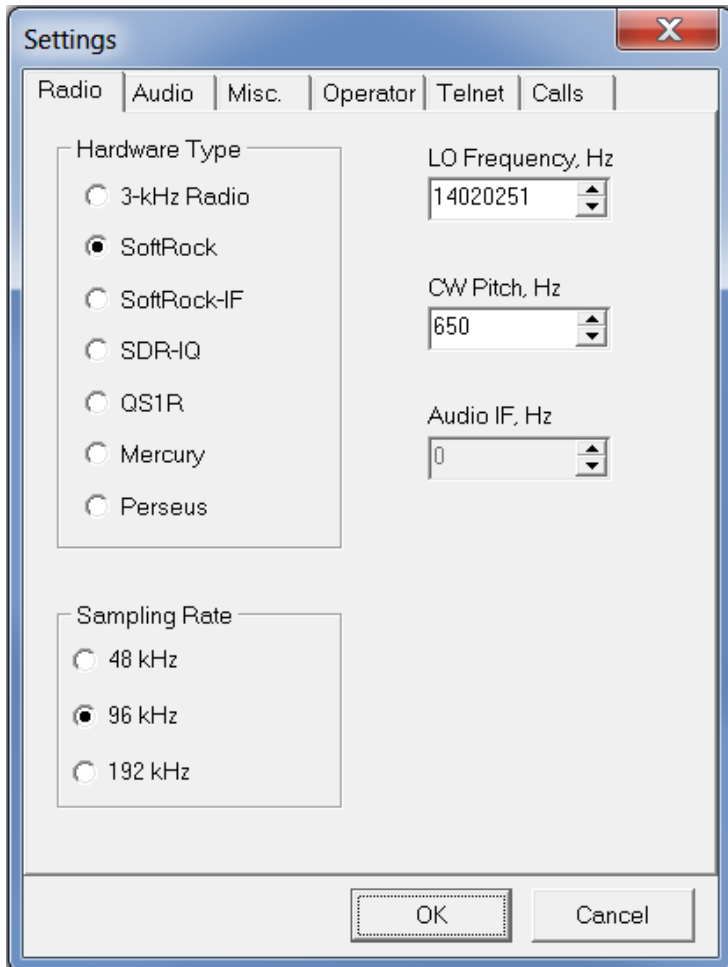 Settings
Radio Audio Misc. Operator Telnet Calls
Hardware Type
3-kHz Radio
SoftRock
SoftRock-IF
SDR-IQ
QS1R
Mercury
Perseus
LO Frequency, Hz
14020251
CW Pitch, Hz
650
Audio IF, Hz
0
Sampling Rate
48 kHz
96 kHz
192 kHz
OK Cancel